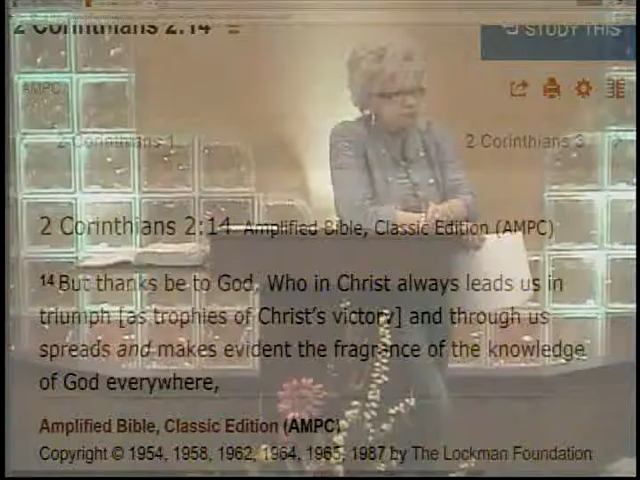 2 Corinthians 2:14
STUDY THIS
AMPC
2 Corinthians 1
2 Corinthians 3
2 Corinthians 2:14 Amplified Bible, Classic Edition (AMPC)
14 But thanks be to God, Who in Christ always leads us in
triumph [as trophies of Christ's victory] and through us
spreads and makes evident the fragrance of the knowledge
of God everywhere,
Amplified Bible, Classic Edition (AMPC)
Copyright © 1954, 1958, 1962, 1964, 1965, 1987 by The Lockman Foundation